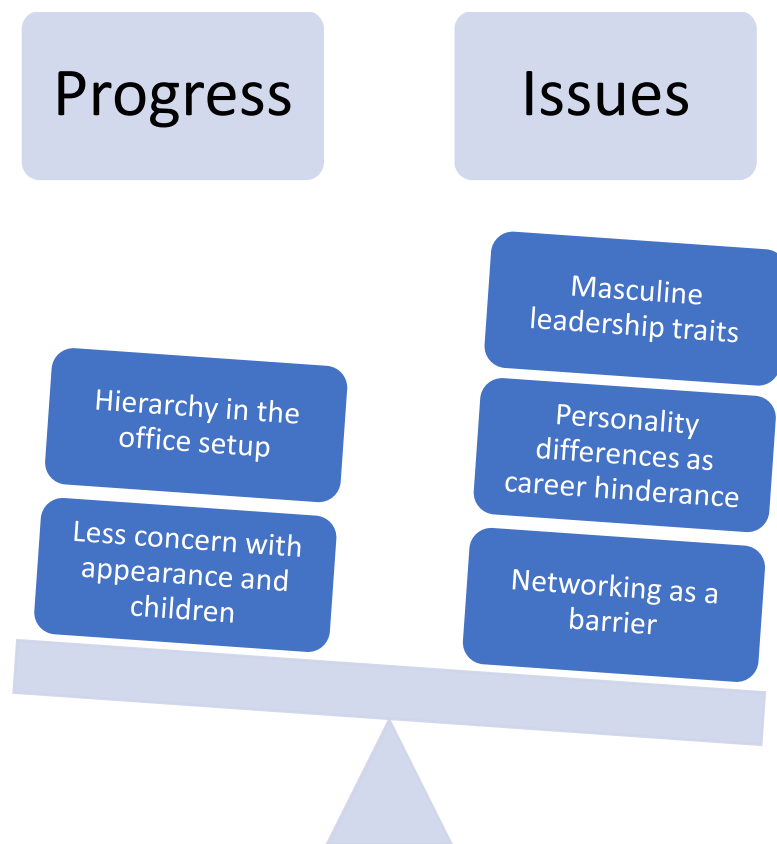 Progress
Issues
Masculine
leadership traits
Hierarchy in the
office setup
Personality
differences as
career hinderance
Less concern with
appearance and
children
Networking as a
barrier